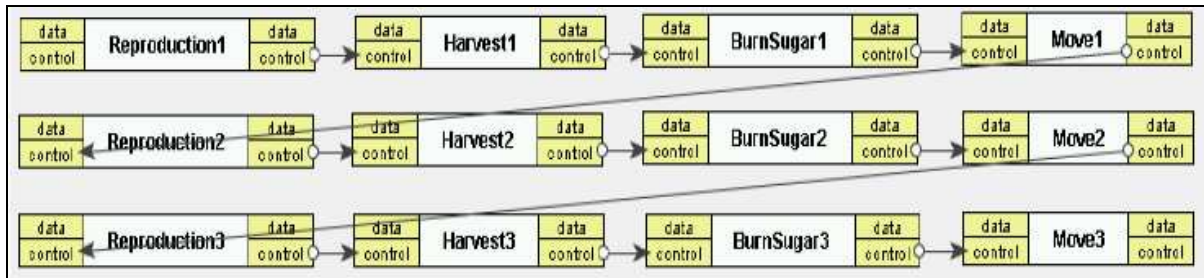 data Reproduction1 data data Harvest1 data data BurnSugar1 data data Move1 data
control control control control control control control control
data Reproduction2 data data Harvest2 data data BurnSugar2 data data Move2 data
control control control control control control control control
data Reproduction3 data data Harvest3 data data BurnSugar3 data data Move3 data
control control control control control control control control